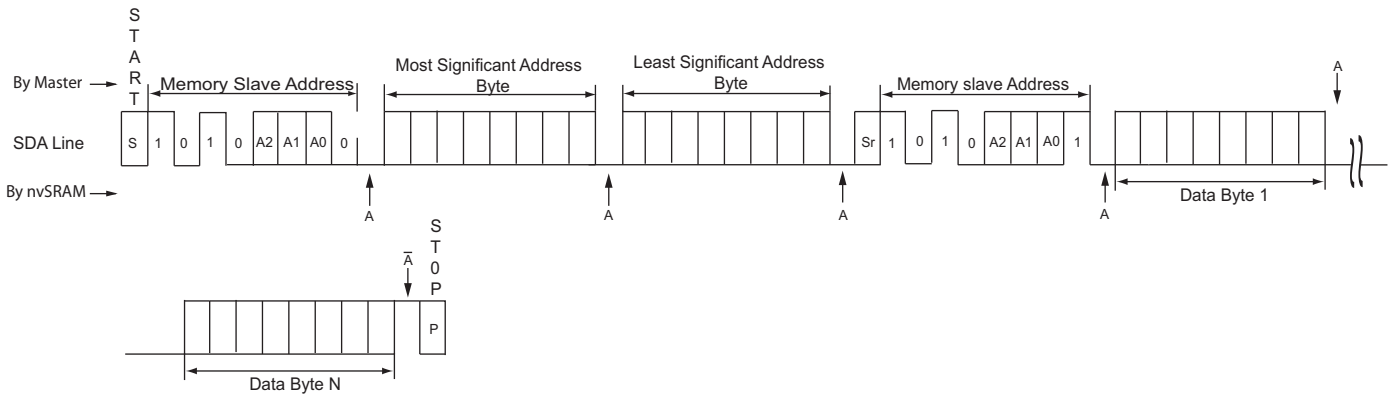 START
By Master
Memory Slave Address
Most Significant Address
Byte
Least Significant Address
Byte
Memory slave Address
A
SDA Line
S 1 0 1 0 A2 A1 A0 0
Sr 1 0 1 0 A2 A1 A0 1
By nvSRAM
A
A
A
A
Data Byte 1
A̅
ST0P
P
Data Byte N